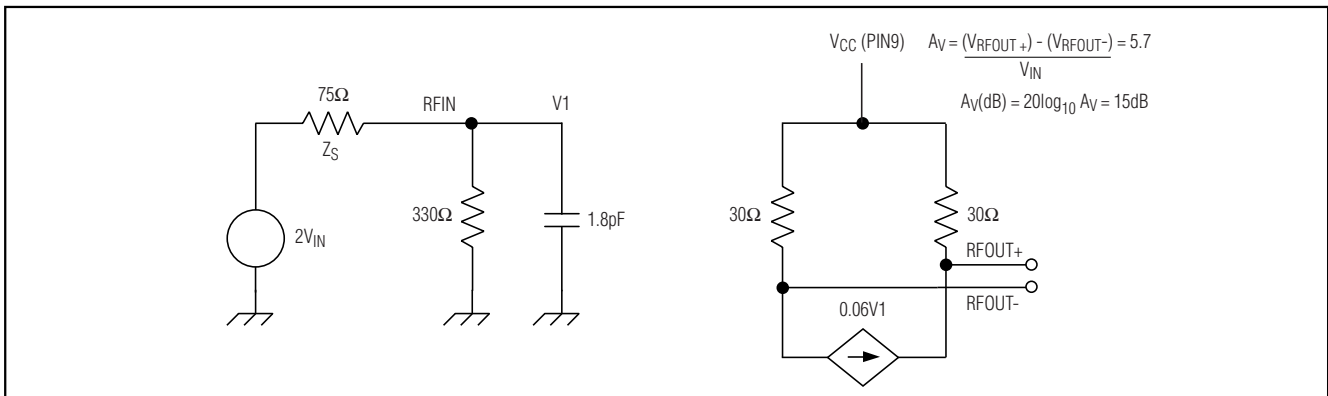 V_CC (PIN9) A_V = (V_RFOUT +) - (V_RFOUT-) = 5.7
V_IN
A_V(dB) = 20log_10 A_V = 15dB
75Ω
Z_S
RFIN
V1
2V_IN
330Ω
1.8pF
30Ω
30Ω
RFOUT+
RFOUT-
0.06V1